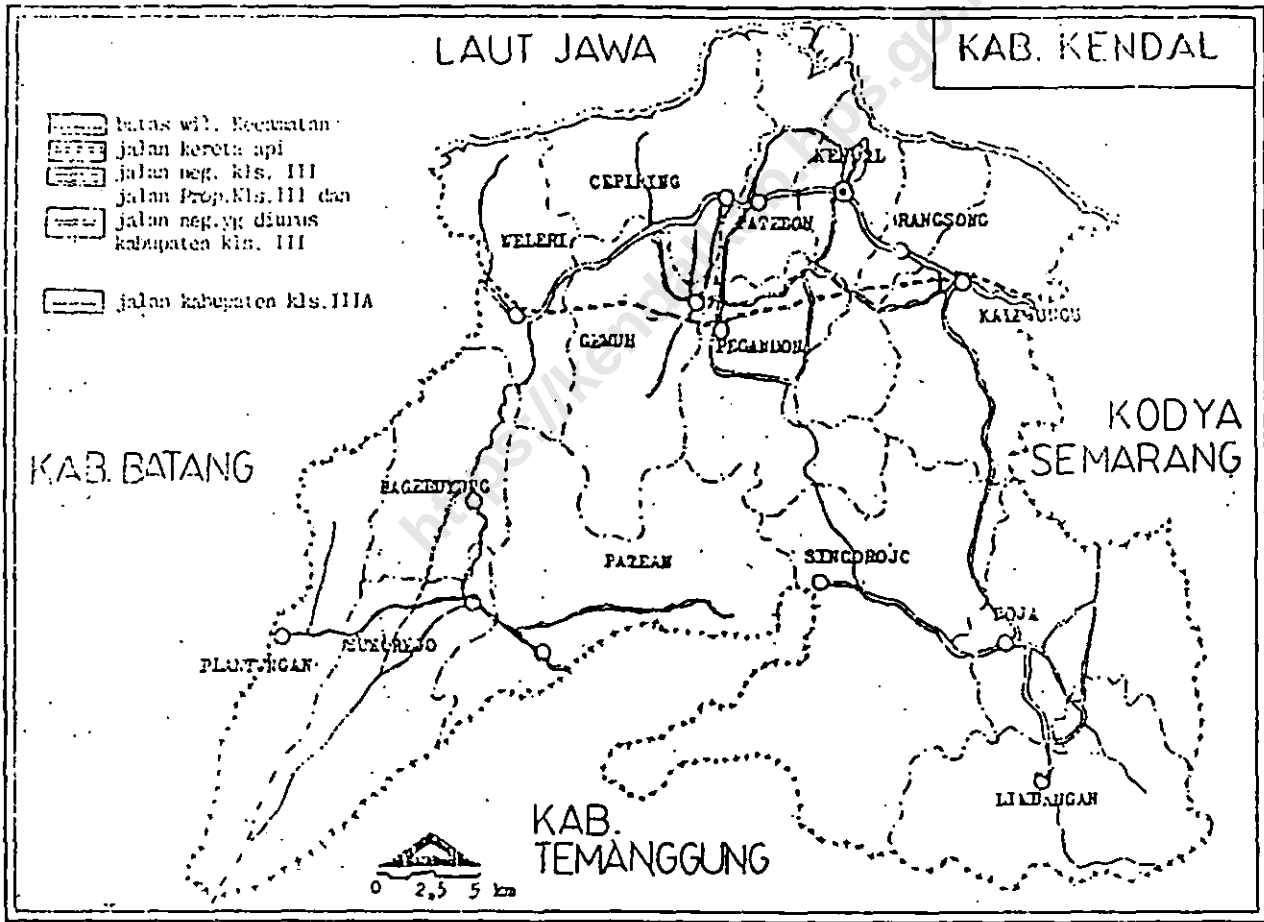 LAUT JAWA
KAB. KENDAL
batas wil. Kecamatan
jalan kereta api
jalan neg. kls. III
jalan Prop.Kls.III dan
jalan neg.yg diurus
kabupaten kls. III
jalan kabupaten kls.IIIA
KENDAL
CEPIRING
PATEBON
BRANGSONG
WELERI
KALIWUNGU
GEMUH
PEGANDON
KODYA
SEMARANG
KAB. BATANG
PAGERUYUNG
PATEAN
SINGOROJO
BOJA
SUKOREJO
PLANTUNGAN
LIMBANGAN
KAB.
TEMANGGUNG
0 2,5 5 km